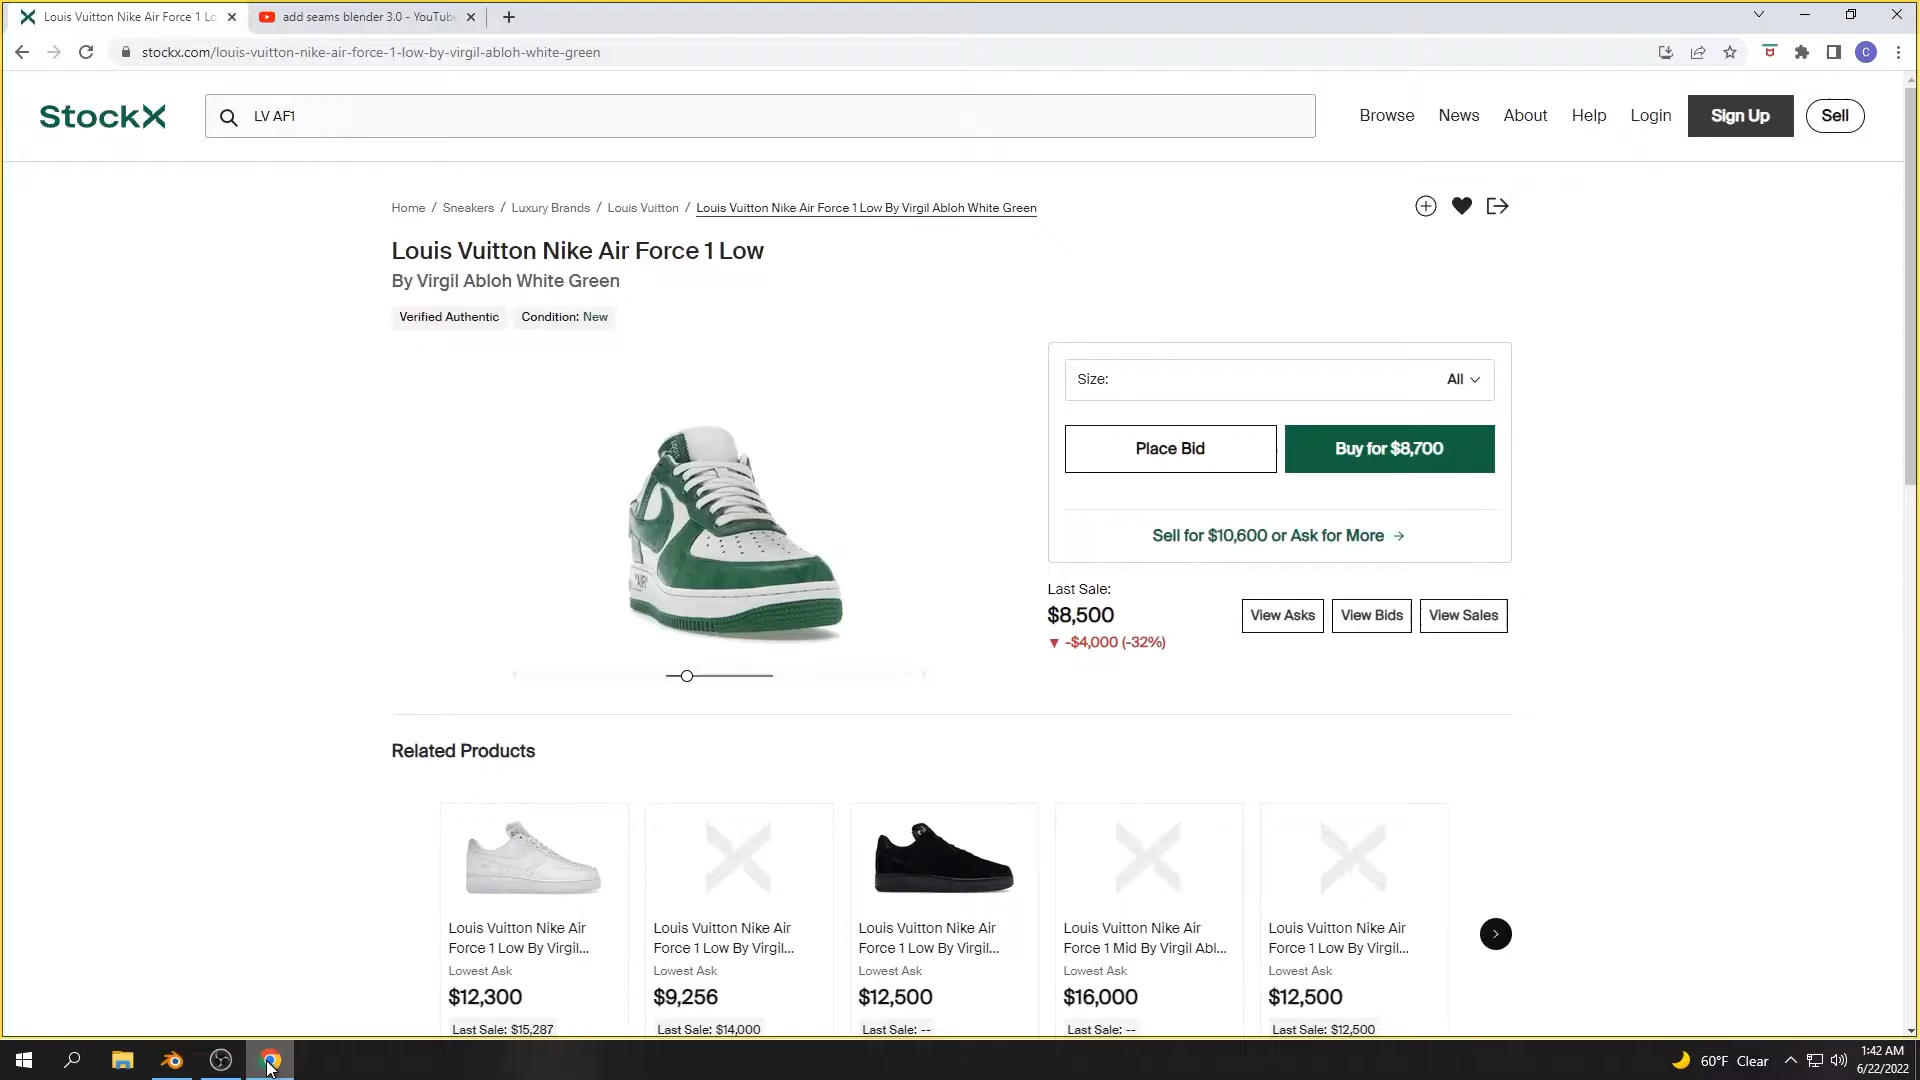 Louis Vuitton Nike Air Force 1 Lo
add seams blender 3.0 - YouTube
stockx.com/louis-vuitton-nike-air-force-1-low-by-virgil-abloh-white-green
C
StockX
LV AF1
Browse
News
About
Help
Login
Sign Up
Sell
Home / Sneakers / Luxury Brands / Louis Vuitton / Louis Vuitton Nike Air Force 1 Low By Virgil Abloh White Green
Louis Vuitton Nike Air Force 1 Low
By Virgil Abloh White Green
Verified Authentic
Condition: New
Size:
All
Place Bid
Buy for $8,700
Sell for $10,600 or Ask for More →
"AIR"
Last Sale:
$8,500
▼ -$4,000 (-32%)
View Asks
View Bids
View Sales
Related Products
Louis Vuitton Nike Air
Force 1 Low By Virgil...
Lowest Ask
$12,300
Last Sale: $15,287
Louis Vuitton Nike Air
Force 1 Low By Virgil...
Lowest Ask
$9,256
Last Sale: $14,000
Louis Vuitton Nike Air
Force 1 Low By Virgil...
Lowest Ask
$12,500
Last Sale: --
Louis Vuitton Nike Air
Force 1 Mid By Virgil Abl...
Lowest Ask
$16,000
Last Sale: --
Louis Vuitton Nike Air
Force 1 Low By Virgil...
Lowest Ask
$12,500
Last Sale: $12,500
60°F Clear
1:42 AM
6/22/2022